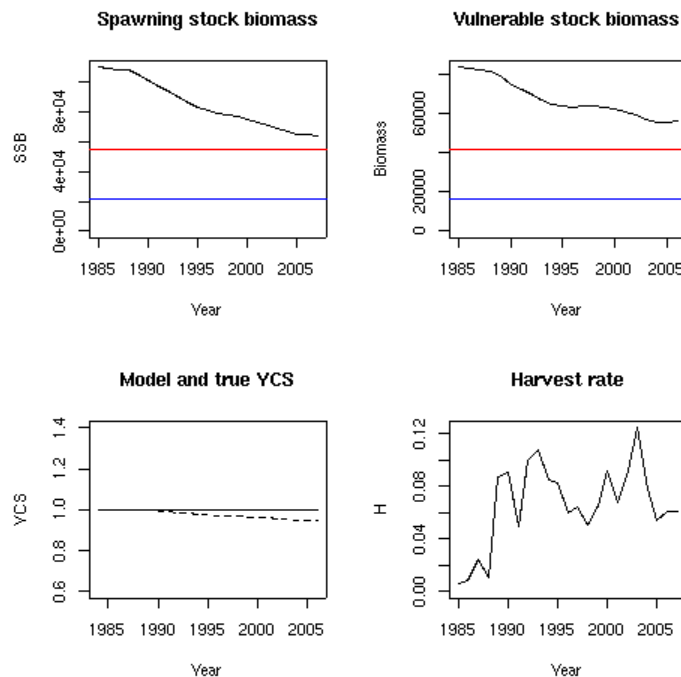 Spawning stock biomass
SSB
0e+00 4e+04 8e+04
1985 1990 1995 2000 2005
Year
Vulnerable stock biomass
Biomass
0 20000 60000
1985 1990 1995 2000 2005
Year
Model and true YCS
YCS
0.6 0.8 1.0 1.2 1.4
1985 1990 1995 2000 2005
Year
Harvest rate
H
0.00 0.04 0.08 0.12
1985 1990 1995 2000 2005
Year